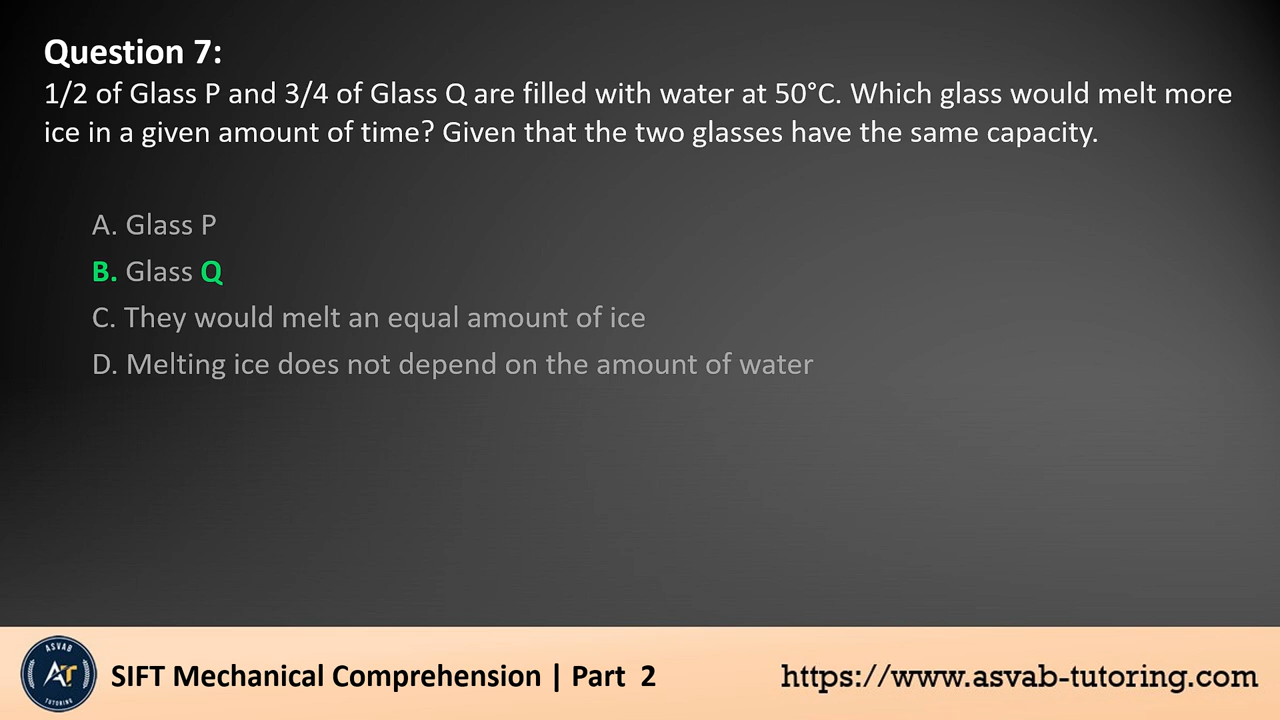 Question 7:
1/2 of Glass P and 3/4 of Glass Q are filled with water at 50°C. Which glass would melt more
ice in a given amount of time? Given that the two glasses have the same capacity.
A. Glass P
B. Glass Q
C. They would melt an equal amount of ice
D. Melting ice does not depend on the amount of water
ASVAB
AT
TUTORING
SIFT Mechanical Comprehension | Part 2
https://www.asvab-tutoring.com